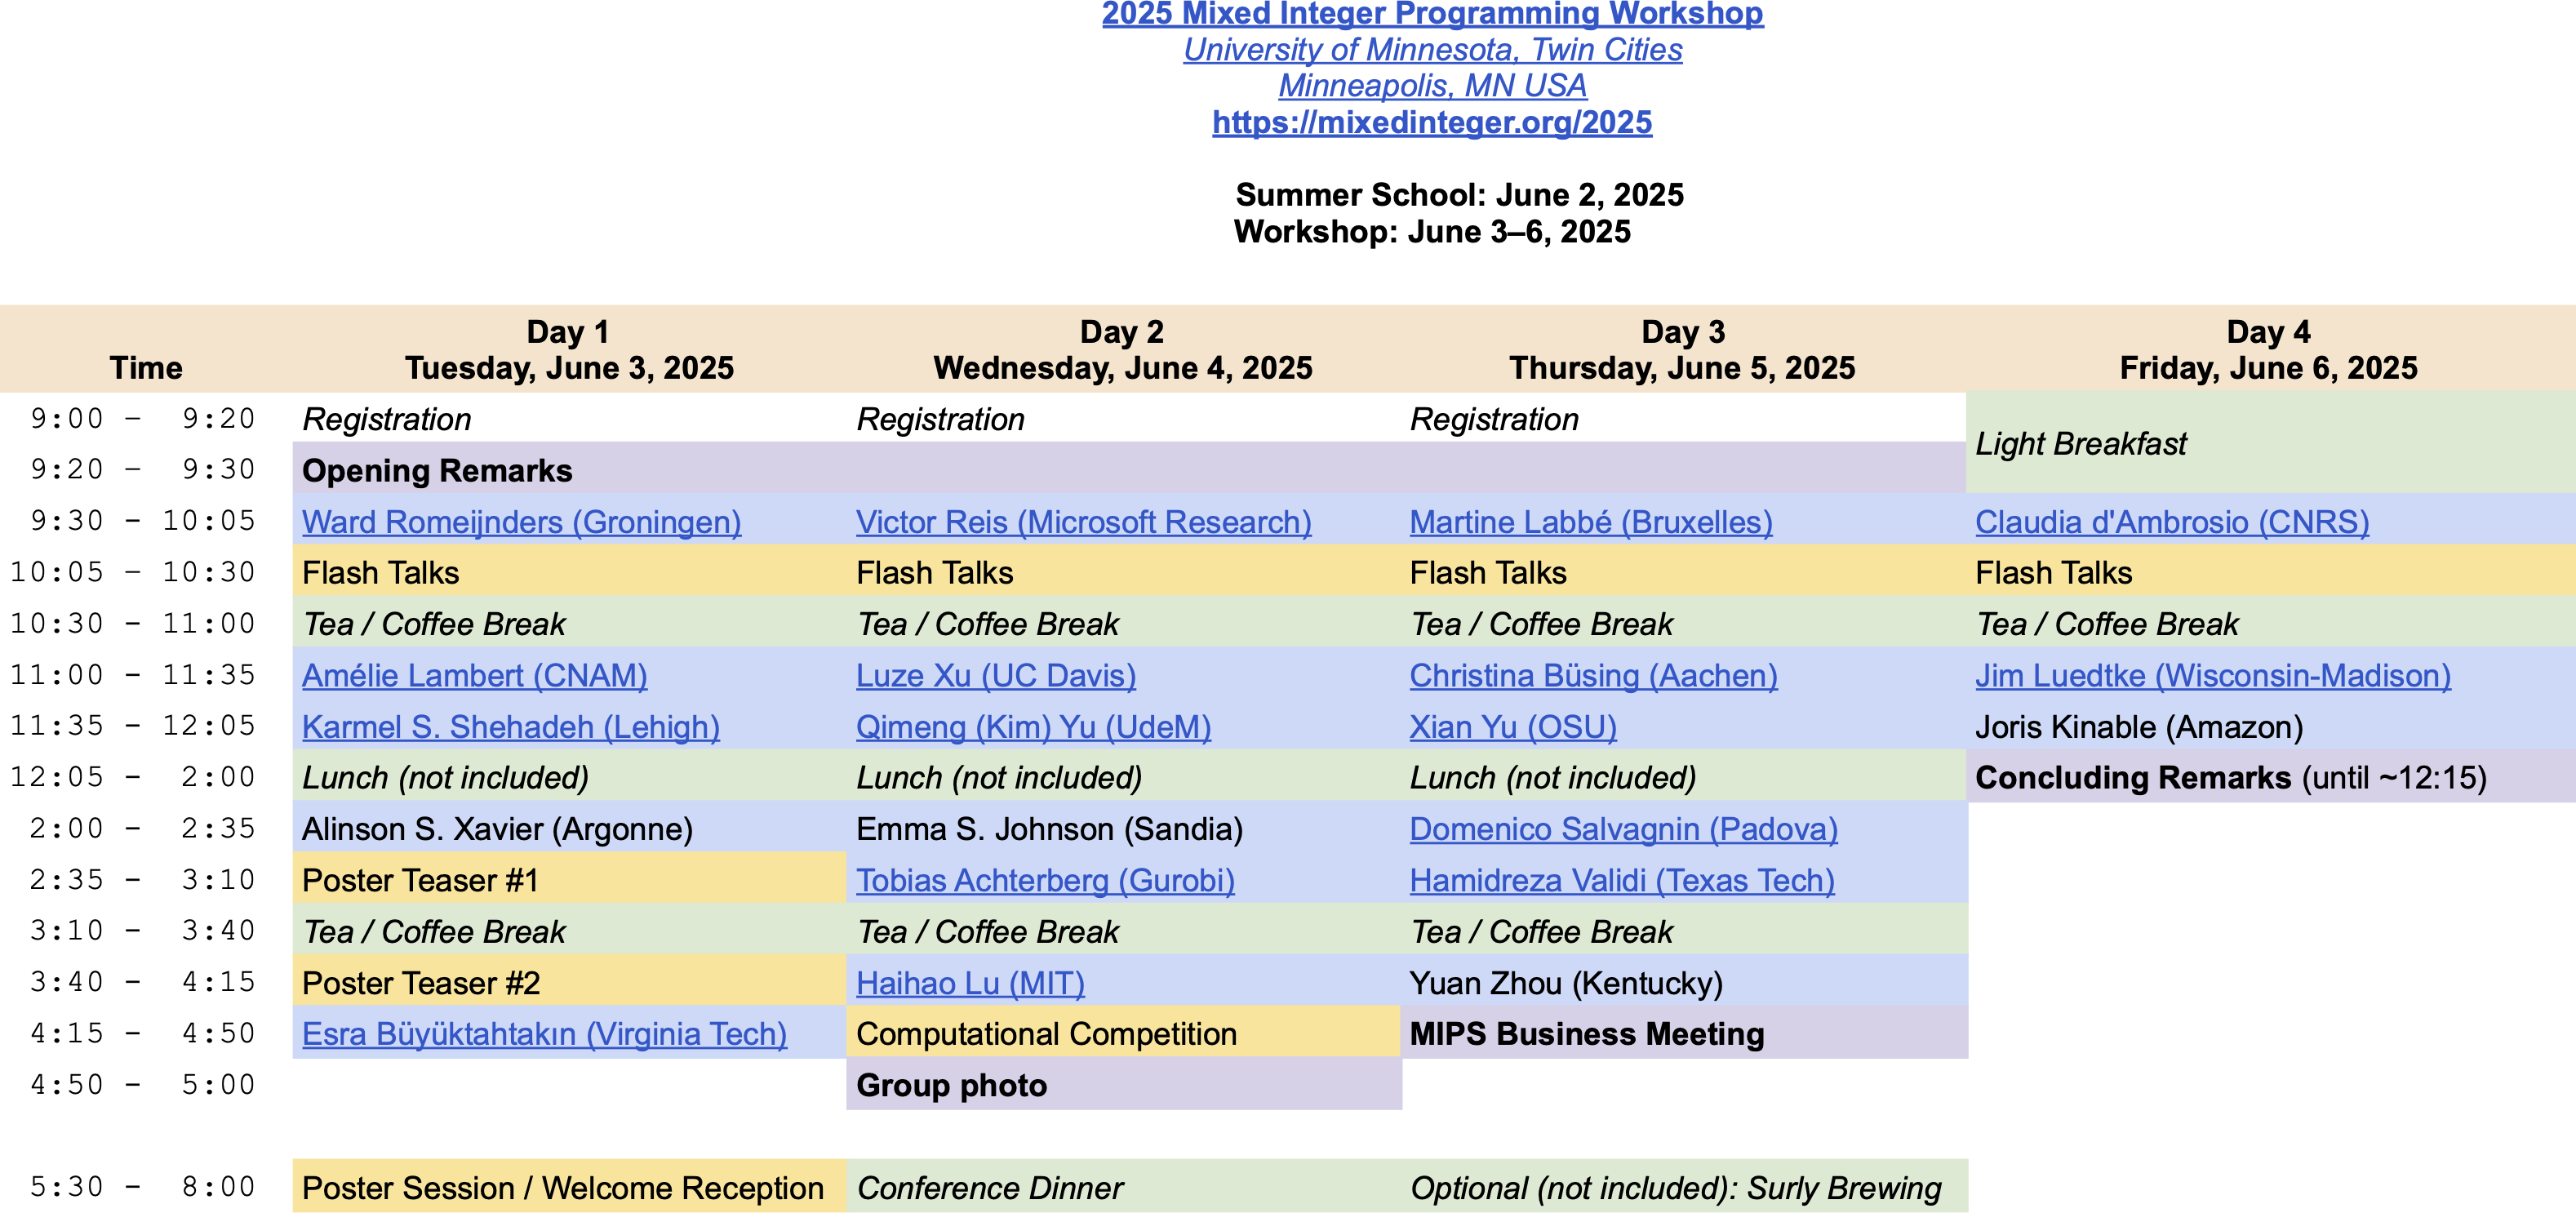 2025 Mixed Integer Programming Workshop
University of Minnesota, Twin Cities
Minneapolis, MN USA
https://mixedinteger.org/2025
Summer School: June 2, 2025
Workshop: June 3–6, 2025
Time Day 1 Tuesday, June 3, 2025 Day 2 Wednesday, June 4, 2025 Day 3 Thursday, June 5, 2025 Day 4 Friday, June 6, 2025
9:00 – 9:20 Registration Registration Registration Light Breakfast
9:20 – 9:30 Opening Remarks
9:30 – 10:05 Ward Romeijnders (Groningen) Victor Reis (Microsoft Research) Martine Labbé (Bruxelles) Claudia d'Ambrosio (CNRS)
10:05 – 10:30 Flash Talks Flash Talks Flash Talks Flash Talks
10:30 – 11:00 Tea / Coffee Break Tea / Coffee Break Tea / Coffee Break Tea / Coffee Break
11:00 – 11:35 Amélie Lambert (CNAM) Luze Xu (UC Davis) Christina Büsing (Aachen) Jim Luedtke (Wisconsin-Madison)
11:35 – 12:05 Karmel S. Shehadeh (Lehigh) Qimeng (Kim) Yu (UdeM) Xian Yu (OSU) Joris Kinable (Amazon)
12:05 – 2:00 Lunch (not included) Lunch (not included) Lunch (not included) Concluding Remarks (until ~12:15)
2:00 – 2:35 Alinson S. Xavier (Argonne) Emma S. Johnson (Sandia) Domenico Salvagnin (Padova)
2:35 – 3:10 Poster Teaser #1 Tobias Achterberg (Gurobi) Hamidreza Validi (Texas Tech)
3:10 – 3:40 Tea / Coffee Break Tea / Coffee Break Tea / Coffee Break
3:40 – 4:15 Poster Teaser #2 Haihao Lu (MIT) Yuan Zhou (Kentucky)
4:15 – 4:50 Esra Büyüktahtakın (Virginia Tech) Computational Competition MIPS Business Meeting
4:50 – 5:00 Group photo
5:30 – 8:00 Poster Session / Welcome Reception Conference Dinner Optional (not included): Surly Brewing